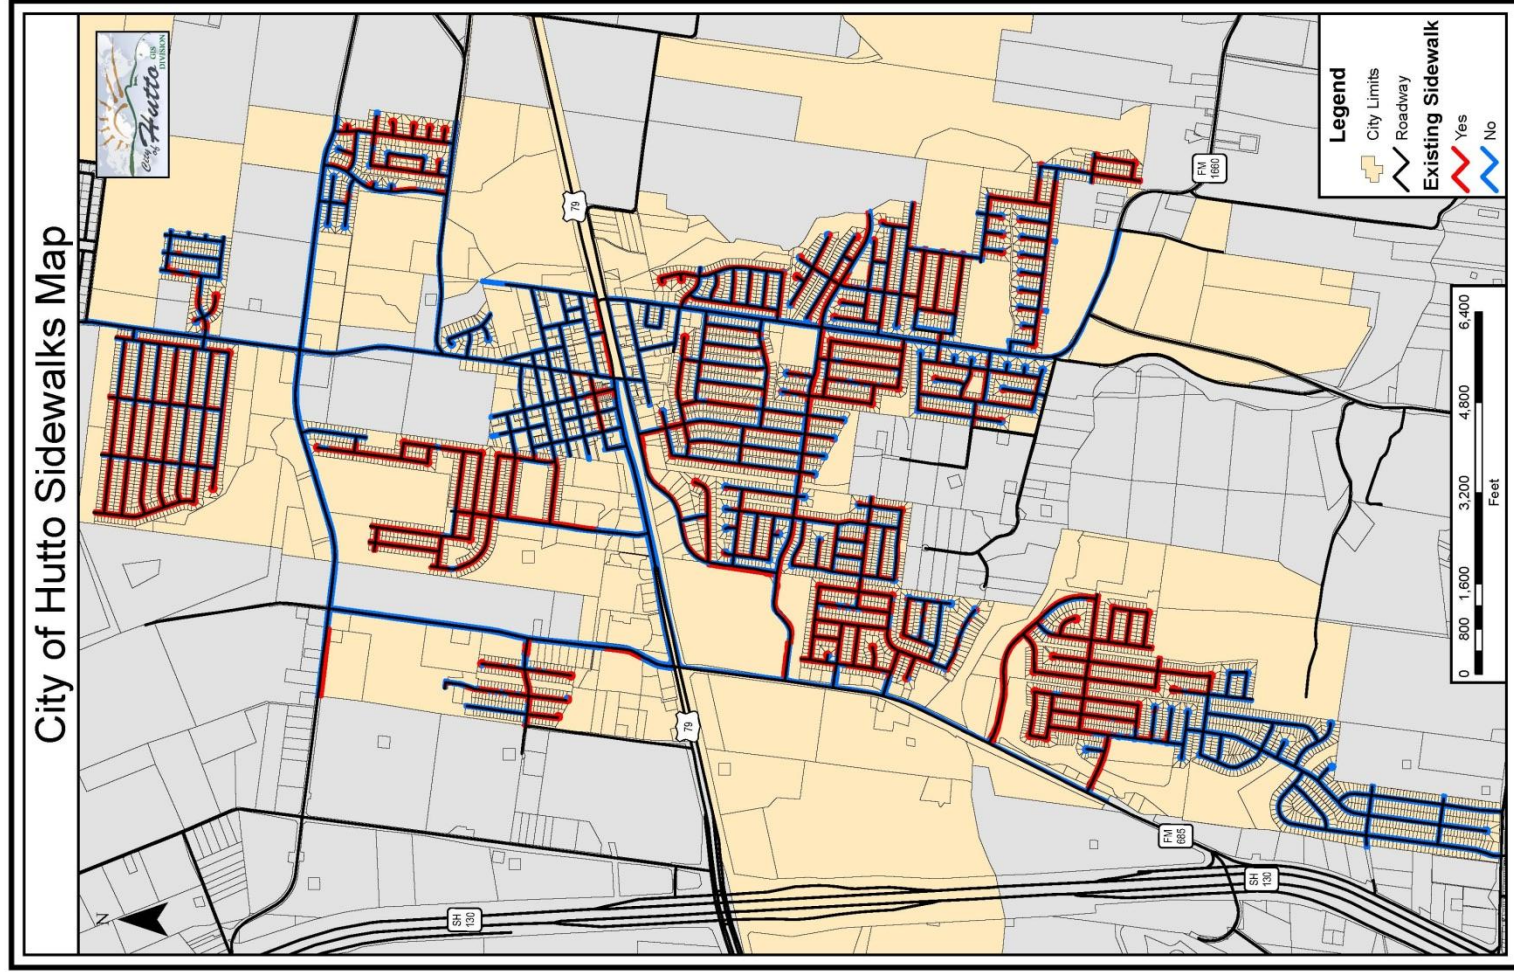 City of Hutto Sidewalks Map
City of Hutto
GIS DIVISION
N
79
79
FM
1660
FM
685
SH
130
SH
130
Legend
City Limits
Roadway
Existing Sidewalk
Yes
No
0 800 1,600 3,200 4,800 6,400
Feet